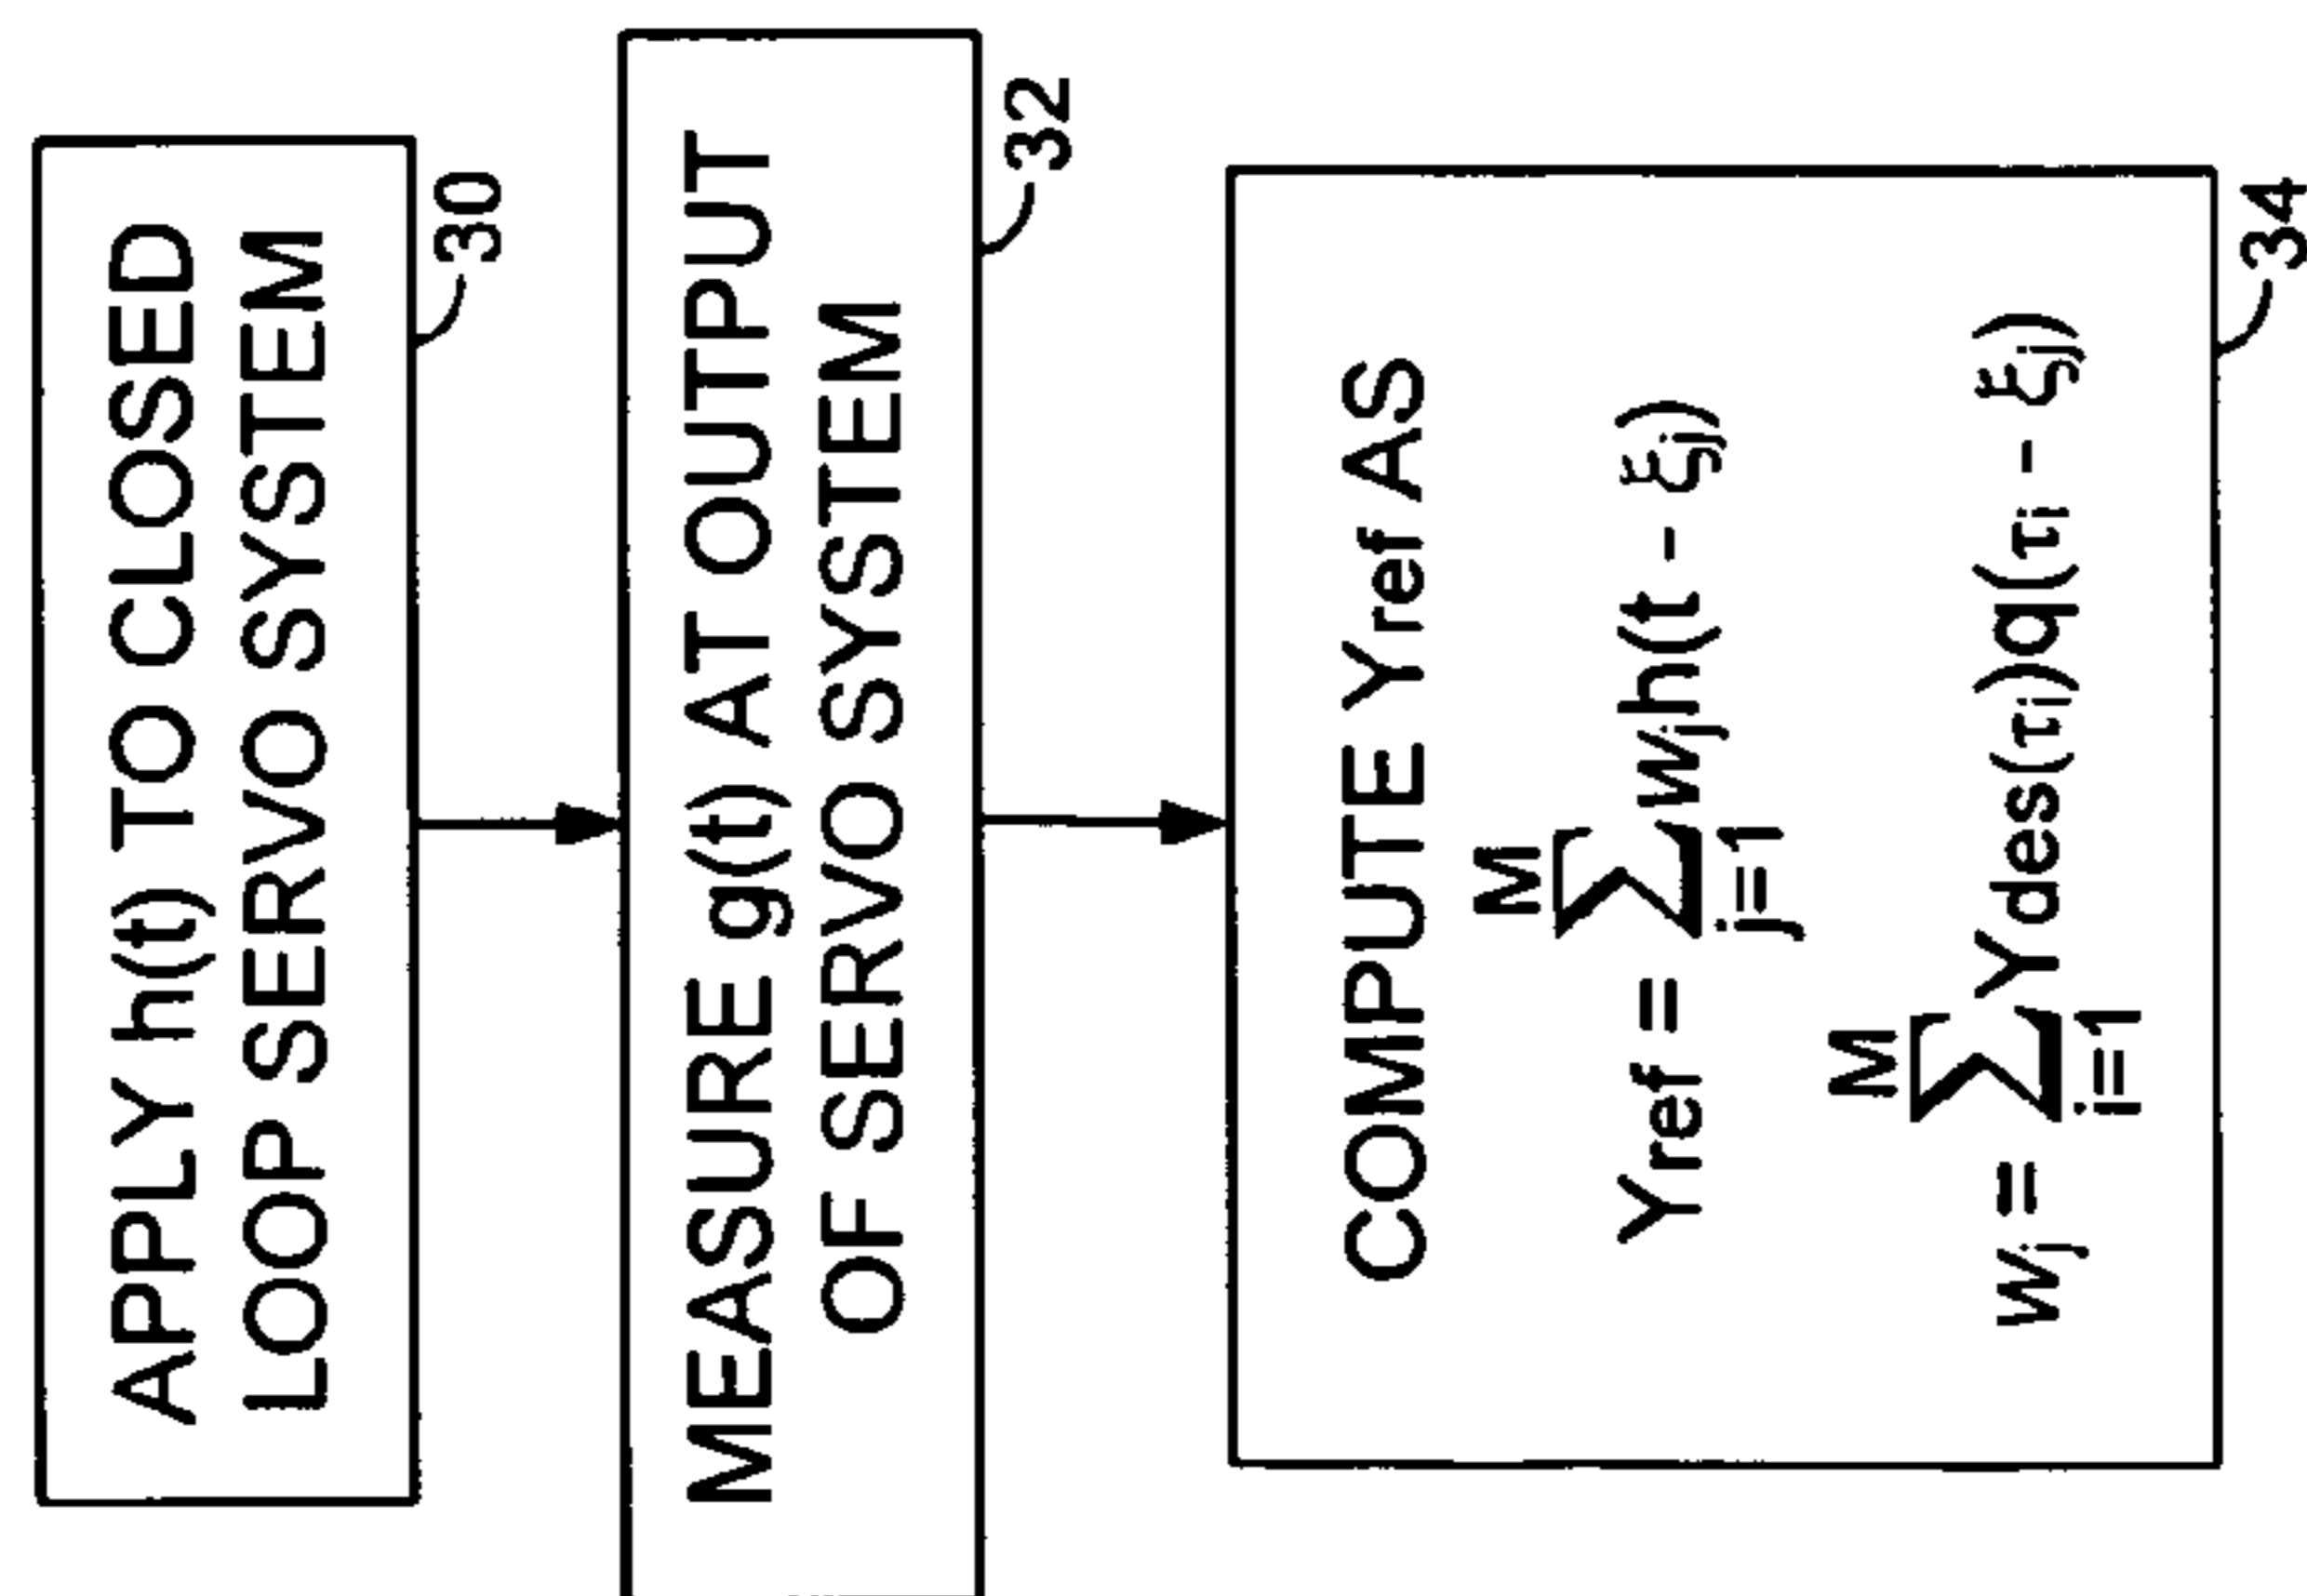 APPLY h(t) TO CLOSED
LOOP SERVO SYSTEM
30
MEASURE g(t) AT OUTPUT
OF SERVO SYSTEM
32
COMPUTE Yref AS
Yref = M∑j=1 wjh(t - ξj)
wj = M∑i=1 Ydes(τi)q(τi - ξj)
34